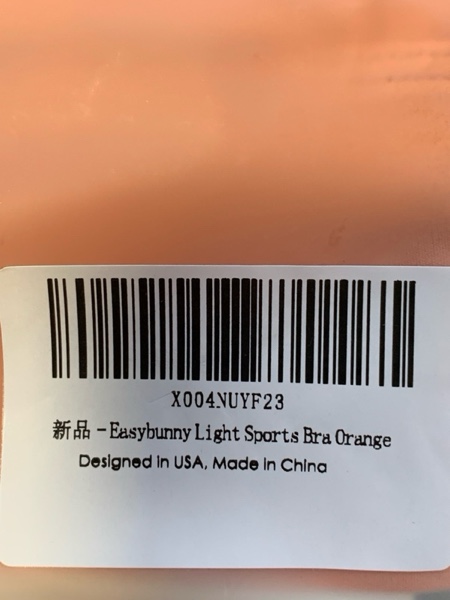 X004NUYF23
新品 - Easybunny Light Sports Bra Orange
Designed in USA, Made in China